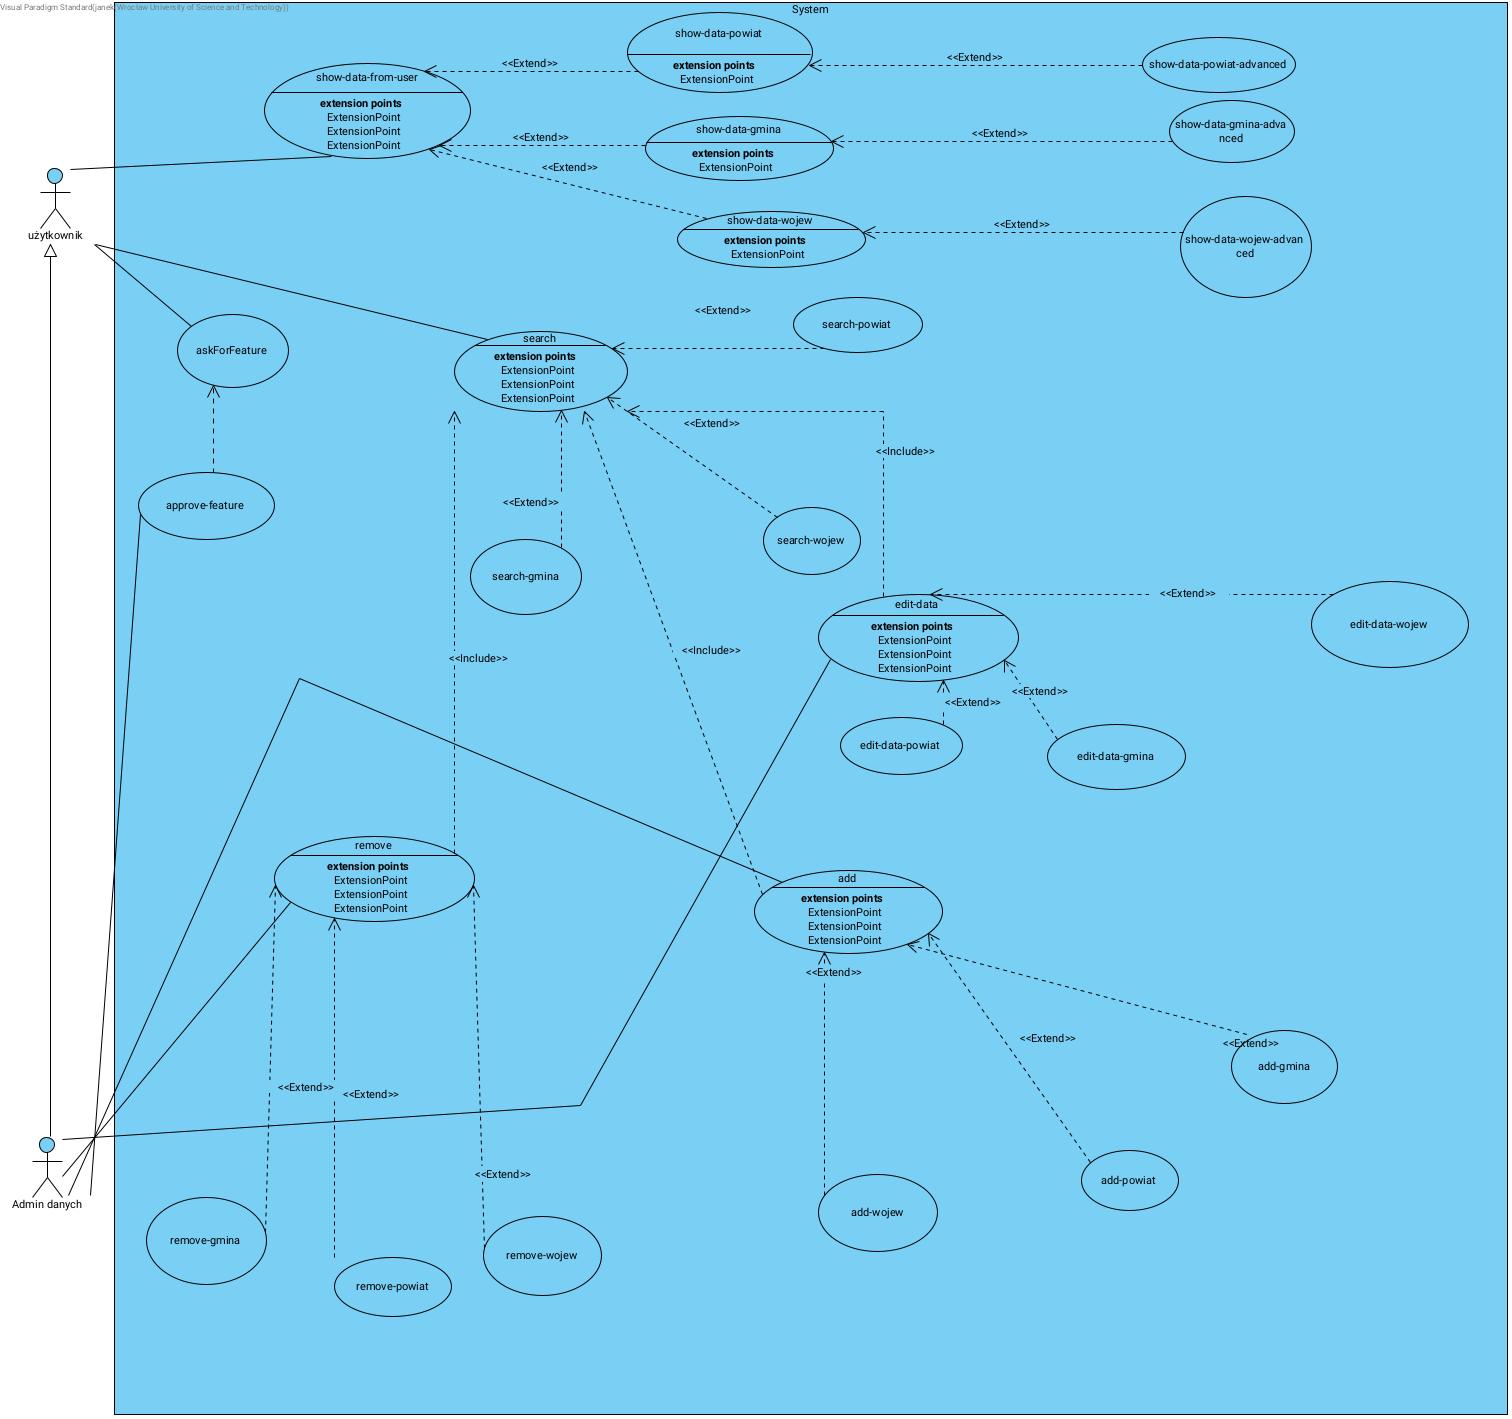 Visual Paradigm Standard(janek(Wroclaw University of Science and Technology))
System
show-data-powiat
extension points
ExtensionPoint
<<Extend>>
<<Extend>>
show-data-powiat-advanced
show-data-from-user
extension points
ExtensionPoint
ExtensionPoint
ExtensionPoint
show-data-gmina
extension points
ExtensionPoint
<<Extend>>
<<Extend>>
show-data-gmina-adva
nced
<<Extend>>
show-data-wojew
extension points
ExtensionPoint
<<Extend>>
show-data-wojew-advan
ced
użytkownik
<<Extend>>
search-powiat
search
extension points
ExtensionPoint
ExtensionPoint
ExtensionPoint
askForFeature
<<Extend>>
<<Include>>
approve-feature
<<Extend>>
search-wojew
search-gmina
edit-data
extension points
ExtensionPoint
ExtensionPoint
ExtensionPoint
<<Extend>>
edit-data-wojew
<<Include>>
<<Include>>
<<Extend>>
<<Extend>>
edit-data-powiat
edit-data-gmina
remove
extension points
ExtensionPoint
ExtensionPoint
ExtensionPoint
add
extension points
ExtensionPoint
ExtensionPoint
ExtensionPoint
<<Extend>>
<<Extend>>
<<Extend>>
add-gmina
<<Extend>>
<<Extend>>
<<Extend>>
add-powiat
Admin danych
add-wojew
remove-gmina
remove-wojew
remove-powiat